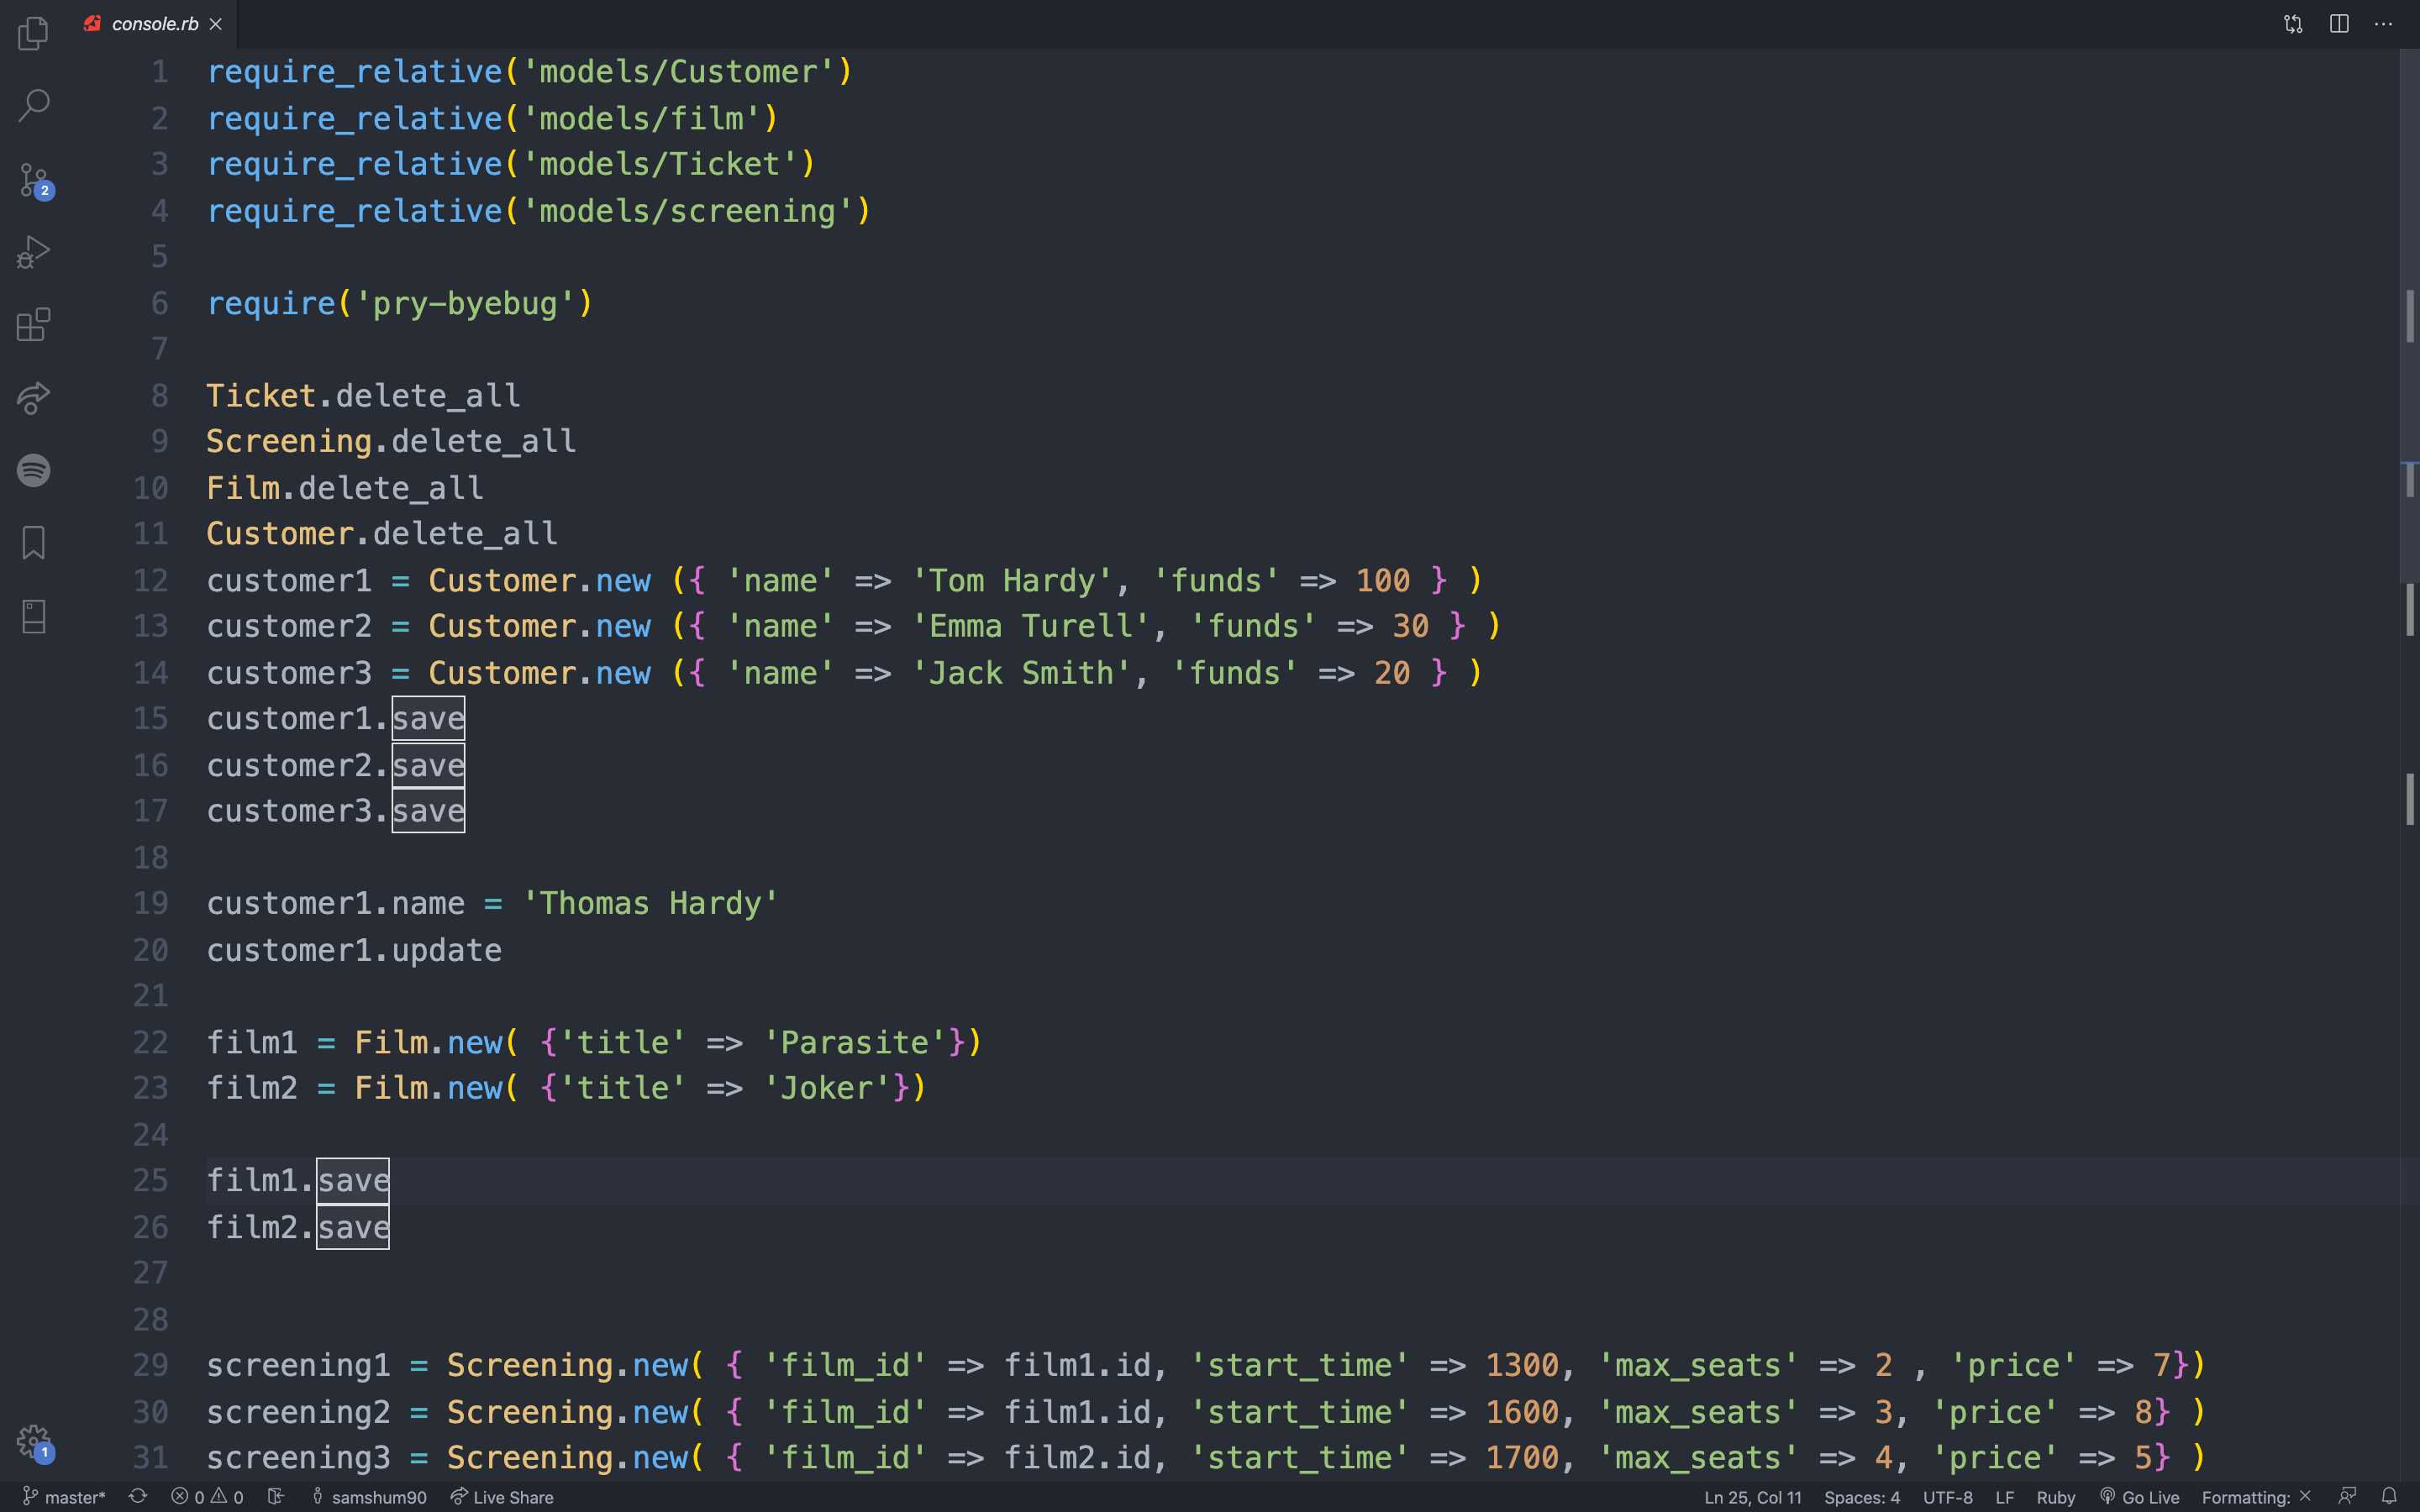 console.rb
1 require_relative('models/Customer')
2 require_relative('models/film')
3 require_relative('models/Ticket')
4 require_relative('models/screening')
5
6 require('pry-byebug')
7
8 Ticket.delete_all
9 Screening.delete_all
10 Film.delete_all
11 Customer.delete_all
12 customer1 = Customer.new ({ 'name' => 'Tom Hardy', 'funds' => 100 } )
13 customer2 = Customer.new ({ 'name' => 'Emma Turell', 'funds' => 30 } )
14 customer3 = Customer.new ({ 'name' => 'Jack Smith', 'funds' => 20 } )
15 customer1.save
16 customer2.save
17 customer3.save
18
19 customer1.name = 'Thomas Hardy'
20 customer1.update
21
22 film1 = Film.new( {'title' => 'Parasite'})
23 film2 = Film.new( {'title' => 'Joker'})
24
25 film1.save
26 film2.save
27
28
29 screening1 = Screening.new( { 'film_id' => film1.id, 'start_time' => 1300, 'max_seats' => 2 , 'price' => 7})
30 screening2 = Screening.new( { 'film_id' => film1.id, 'start_time' => 1600, 'max_seats' => 3, 'price' => 8} )
31 screening3 = Screening.new( { 'film_id' => film2.id, 'start_time' => 1700, 'max_seats' => 4, 'price' => 5} )
2
1
master* 0 0 samshum90 Live Share Ln 25, Col 11 Spaces: 4 UTF-8 LF Ruby Go Live Formatting: ×